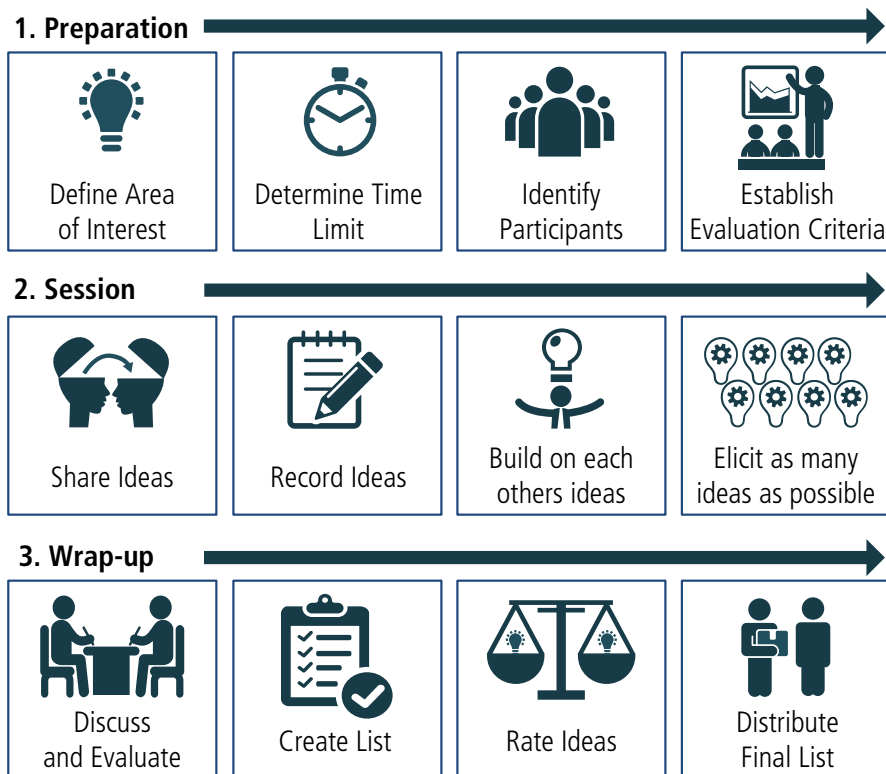 1. Preparation
Define Area
of Interest
Determine Time
Limit
Identify
Participants
Establish
Evaluation Criteria
2. Session
Share Ideas
Record Ideas
Build on each
others ideas
Elicit as many
ideas as possible
3. Wrap-up
Discuss
and Evaluate
Create List
Rate Ideas
Distribute
Final List